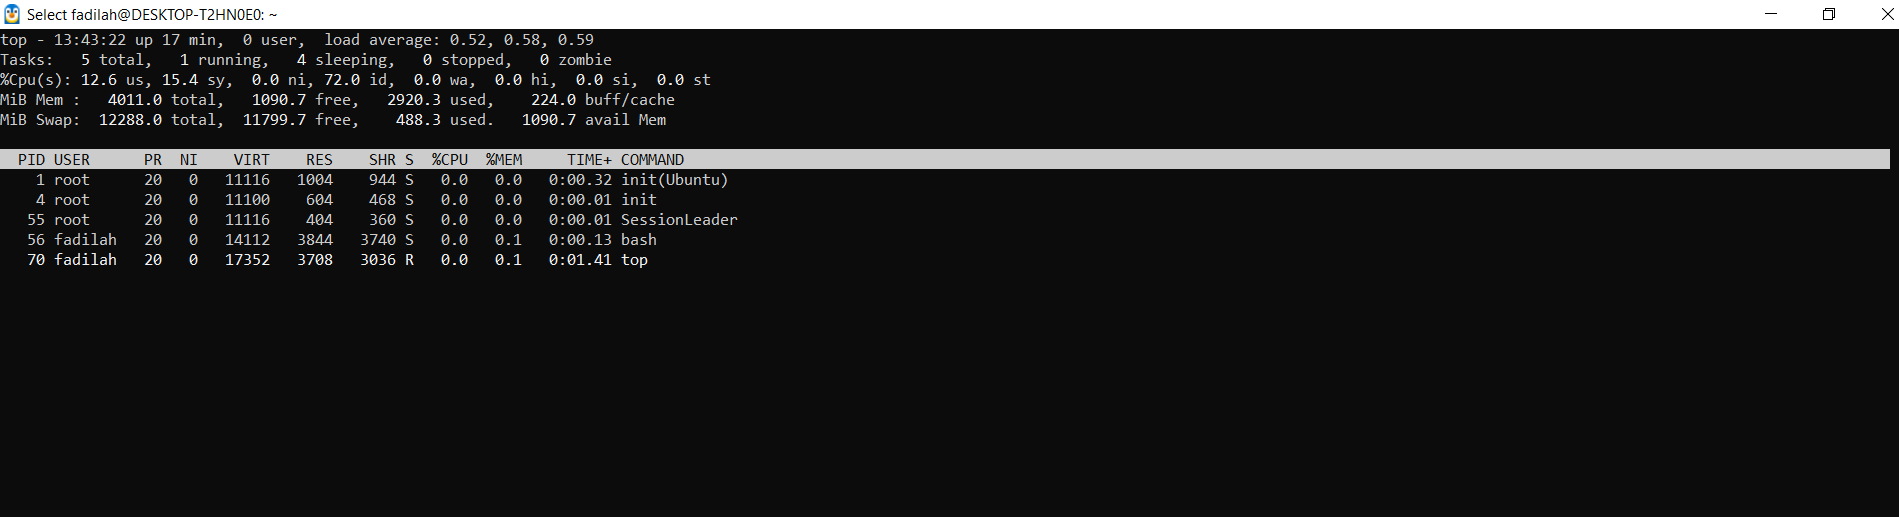 Select fadilah@DESKTOP-T2HN0E0: ~
top - 13:43:22 up 17 min,  0 user,  load average: 0.52, 0.58, 0.59
Tasks:   5 total,   1 running,   4 sleeping,   0 stopped,   0 zombie
%Cpu(s): 12.6 us, 15.4 sy,  0.0 ni, 72.0 id,  0.0 wa,  0.0 hi,  0.0 si,  0.0 st
MiB Mem :   4011.0 total,   1090.7 free,   2920.3 used,    224.0 buff/cache
MiB Swap:  12288.0 total,  11799.7 free,    488.3 used.   1090.7 avail Mem
  PID USER      PR  NI    VIRT    RES    SHR S  %CPU  %MEM     TIME+ COMMAND
    1 root      20   0   11116   1004    944 S   0.0   0.0   0:00.32 init(Ubuntu)
    4 root      20   0   11100    604    468 S   0.0   0.0   0:00.01 init
   55 root      20   0   11116    404    360 S   0.0   0.0   0:00.01 SessionLeader
   56 fadilah   20   0   14112   3844   3740 S   0.0   0.1   0:00.13 bash
   70 fadilah   20   0   17352   3708   3036 R   0.0   0.1   0:01.41 top